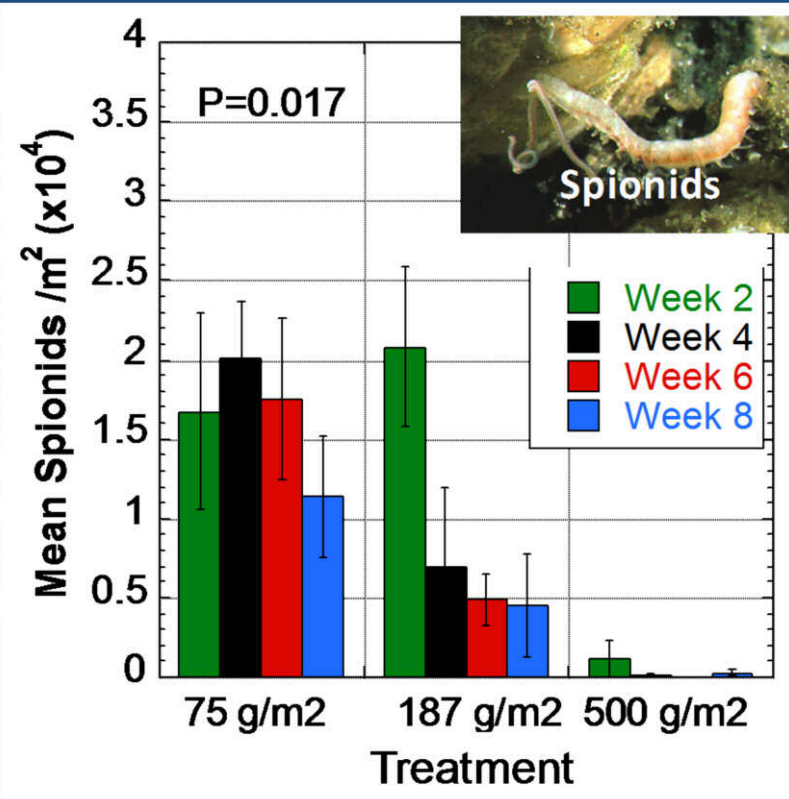 4
3.5
3
2.5
2
1.5
1
0.5
0
Mean Spionids /m² (x10⁴)
P=0.017
Spionids
Week 2
Week 4
Week 6
Week 8
75 g/m2 187 g/m2 500 g/m2
Treatment